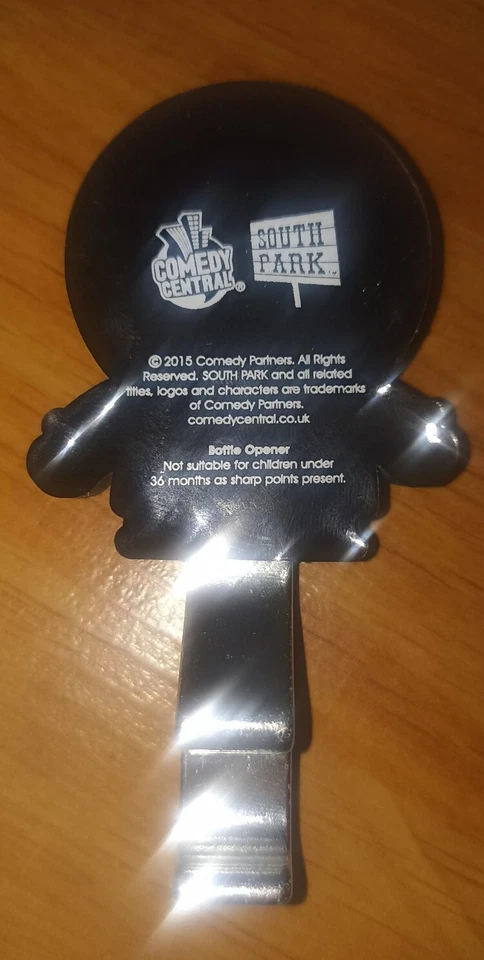 COMEDY
CENTRAL®
SOUTH
PARK™
© 2015 Comedy Partners. All Rights
Reserved. SOUTH PARK and all related
titles, logos and characters are trademarks
of Comedy Partners.
comedycentral.co.uk
Bottle Opener
Not suitable for children under
36 months as sharp points present.